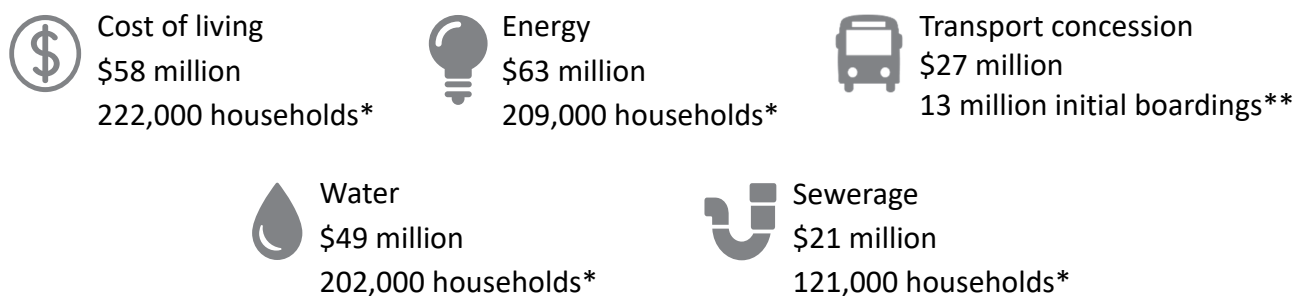 Cost of living
$58 million
222,000 households*
Energy
$63 million
209,000 households*
Transport concession
$27 million
13 million initial boardings**
Water
$49 million
202,000 households*
Sewerage
$21 million
121,000 households*